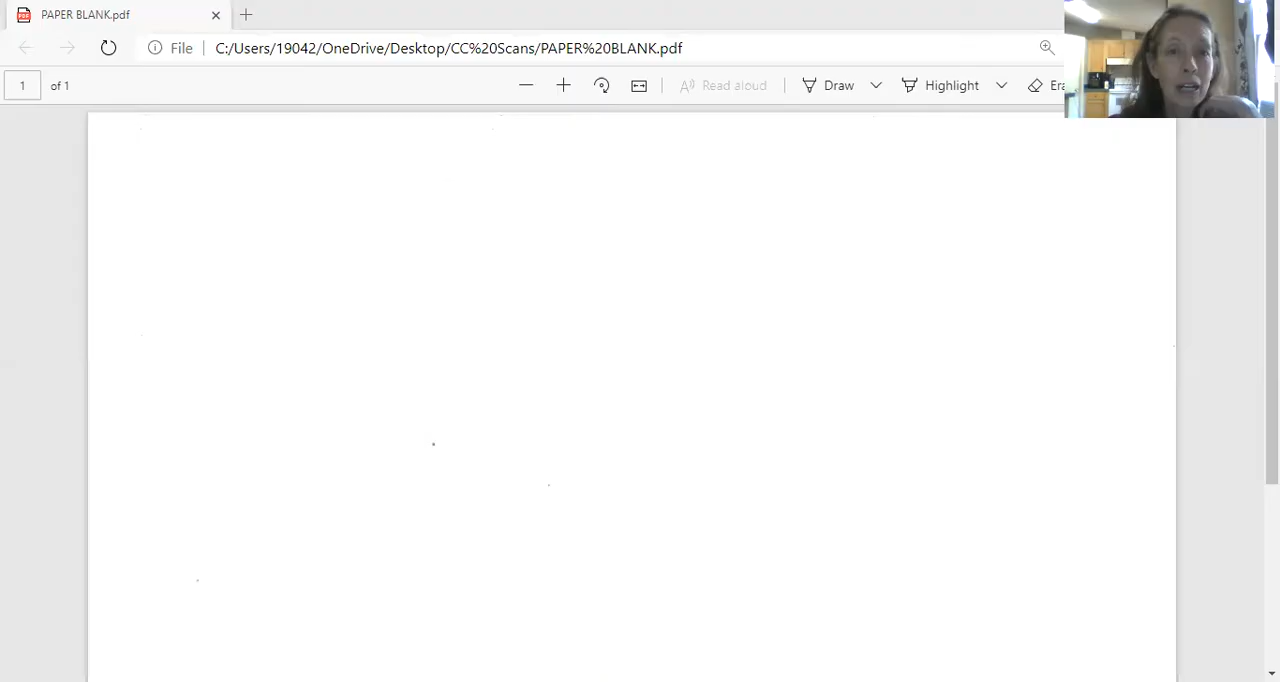 PAPER BLANK.pdf
File
C:/Users/19042/OneDrive/Desktop/CC%20Scans/PAPER%20BLANK.pdf
1 of 1
Read aloud
Draw
Highlight
Era